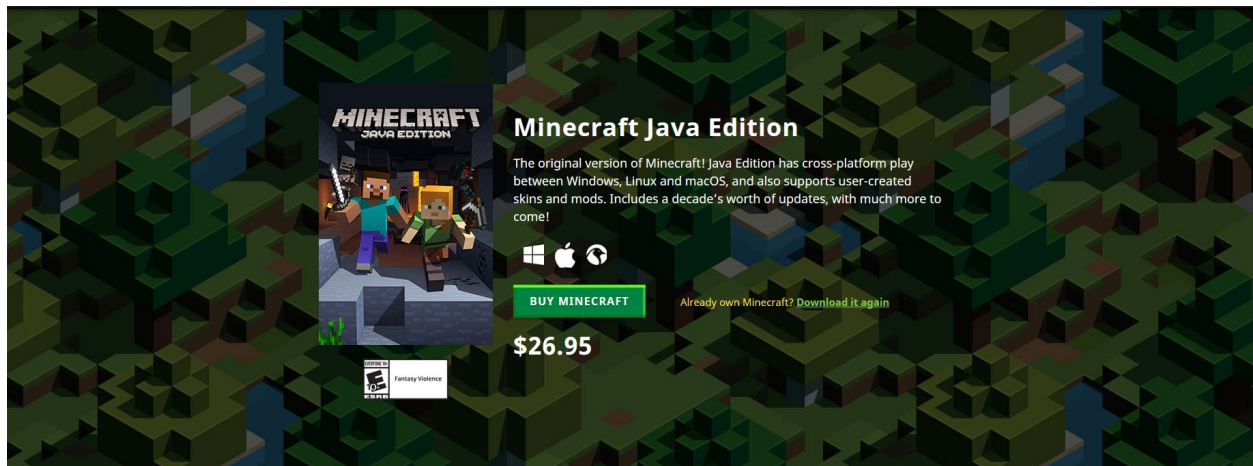 MINECRAFT
JAVA EDITION
Minecraft Java Edition
The original version of Minecraft! Java Edition has cross-platform play
between Windows, Linux and macOS, and also supports user-created
skins and mods. Includes a decade’s worth of updates, with much more to
come!
BUY MINECRAFT
Already own Minecraft? Download it again
$26.95
EVERYONE 10+
E
10+
Fantasy Violence
ESRB